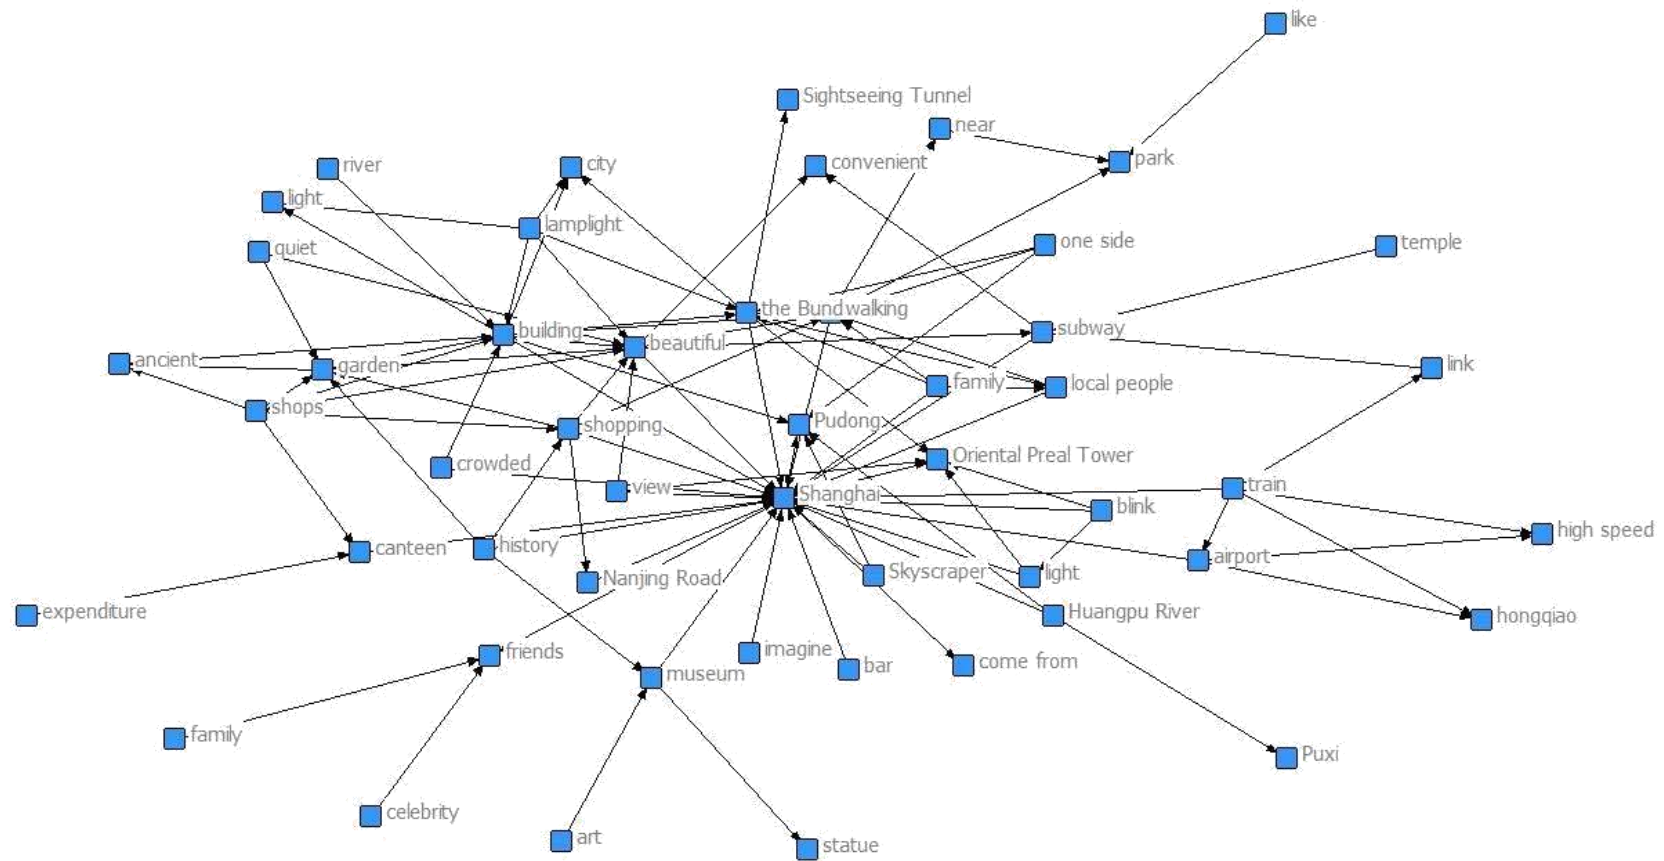 like
Sightseeing Tunnel
near
city
convenient
park
river
light
lamplight
quiet
one side
temple
the Bund
walking
building
subway
beautiful
ancient
garden
link
family
local people
shops
shopping
Pudong
crowded
Oriental Preal Tower
view
Shanghai
train
blink
high speed
canteen
history
airport
Nanjing Road
Skyscraper
light
expenditure
Huangpu River
hongqiao
friends
imagine
bar
come from
museum
family
Puxi
celebrity
art
statue